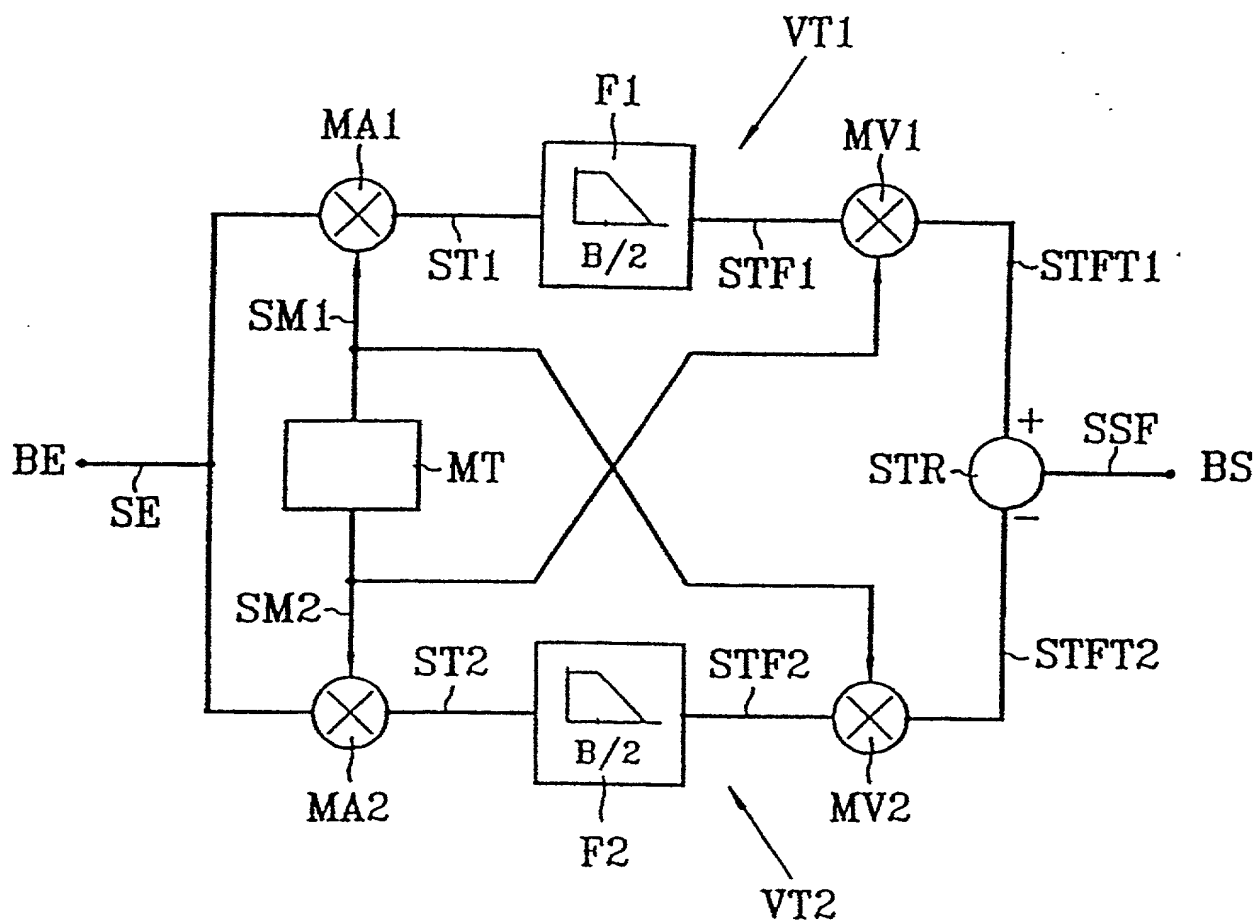 VT1
F1
MA1
MV1
B/2
ST1
STF1
STFT1
SM1
+
SSF
BE
MT
STR
BS
SE
−
SM2
ST2
STF2
STFT2
B/2
MA2
MV2
F2
VT2